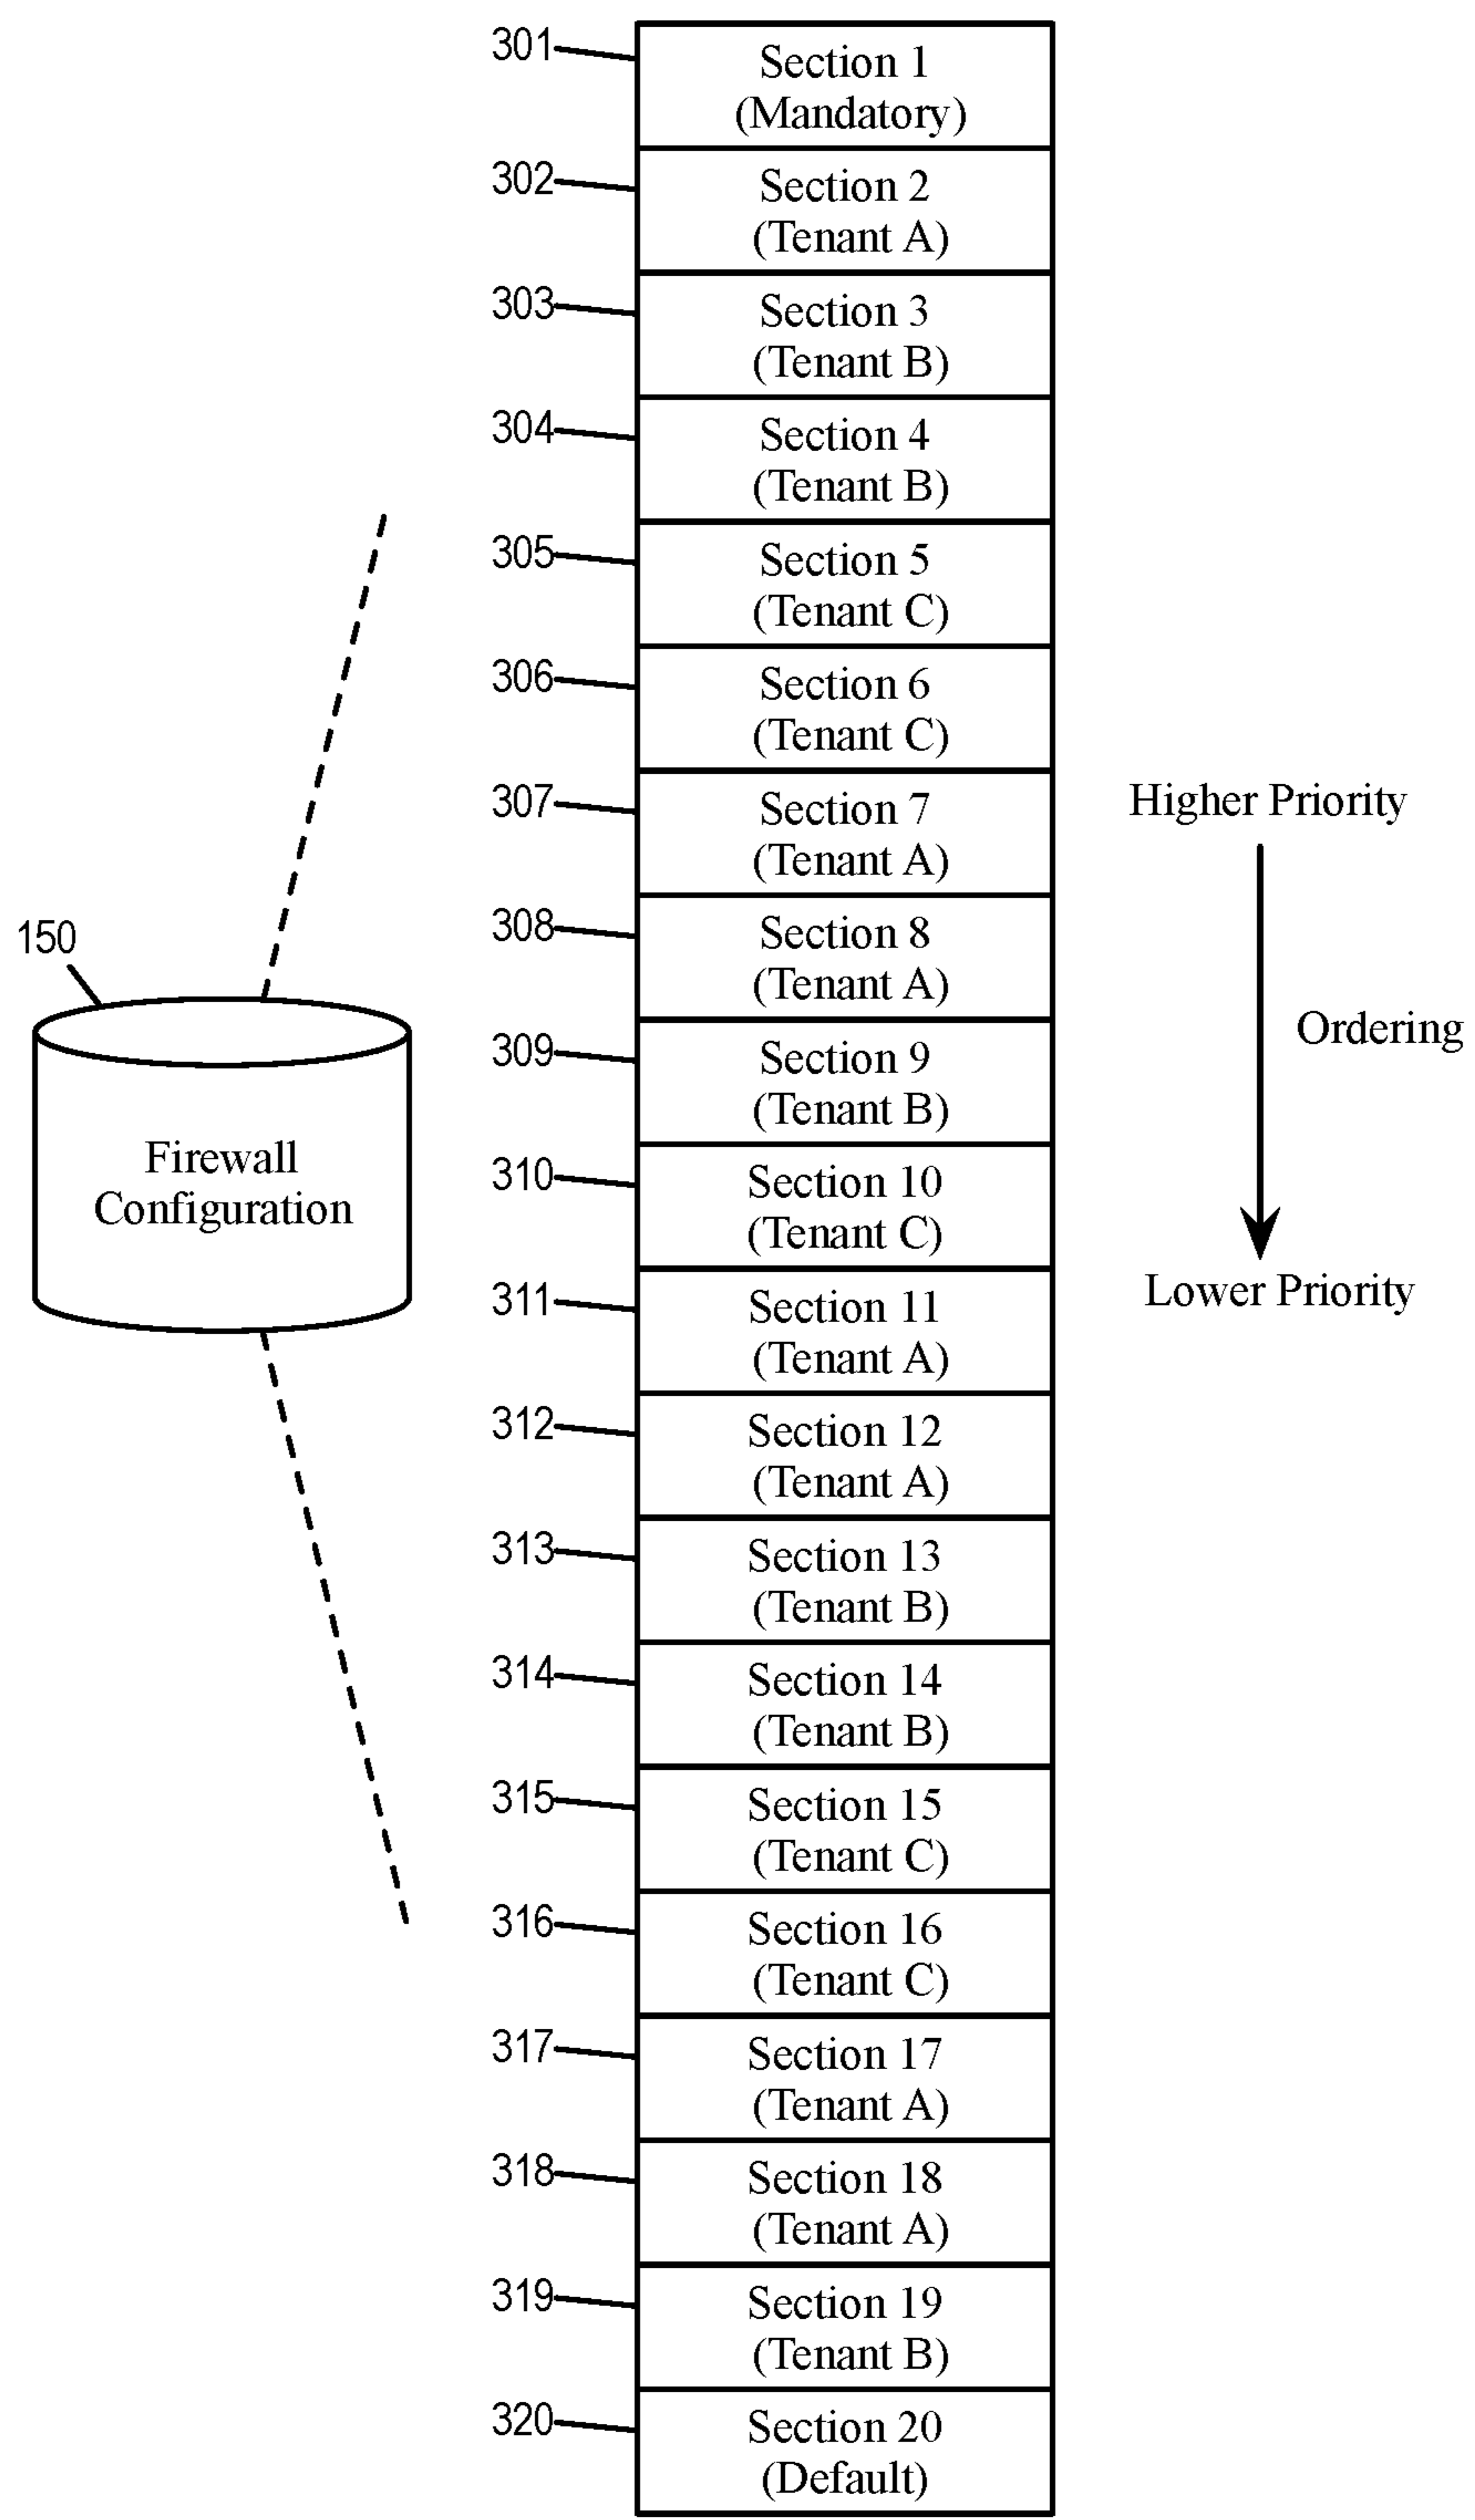 301
Section 1
(Mandatory)
302
Section 2
(Tenant A)
303
Section 3
(Tenant B)
304
Section 4
(Tenant B)
305
Section 5
(Tenant C)
306
Section 6
(Tenant C)
307
Section 7
(Tenant A)
308
Section 8
(Tenant A)
309
Section 9
(Tenant B)
310
Section 10
(Tenant C)
311
Section 11
(Tenant A)
312
Section 12
(Tenant A)
313
Section 13
(Tenant B)
314
Section 14
(Tenant B)
315
Section 15
(Tenant C)
316
Section 16
(Tenant C)
317
Section 17
(Tenant A)
318
Section 18
(Tenant A)
319
Section 19
(Tenant B)
320
Section 20
(Default)
150
Firewall
Configuration
Higher Priority
Ordering
Lower Priority